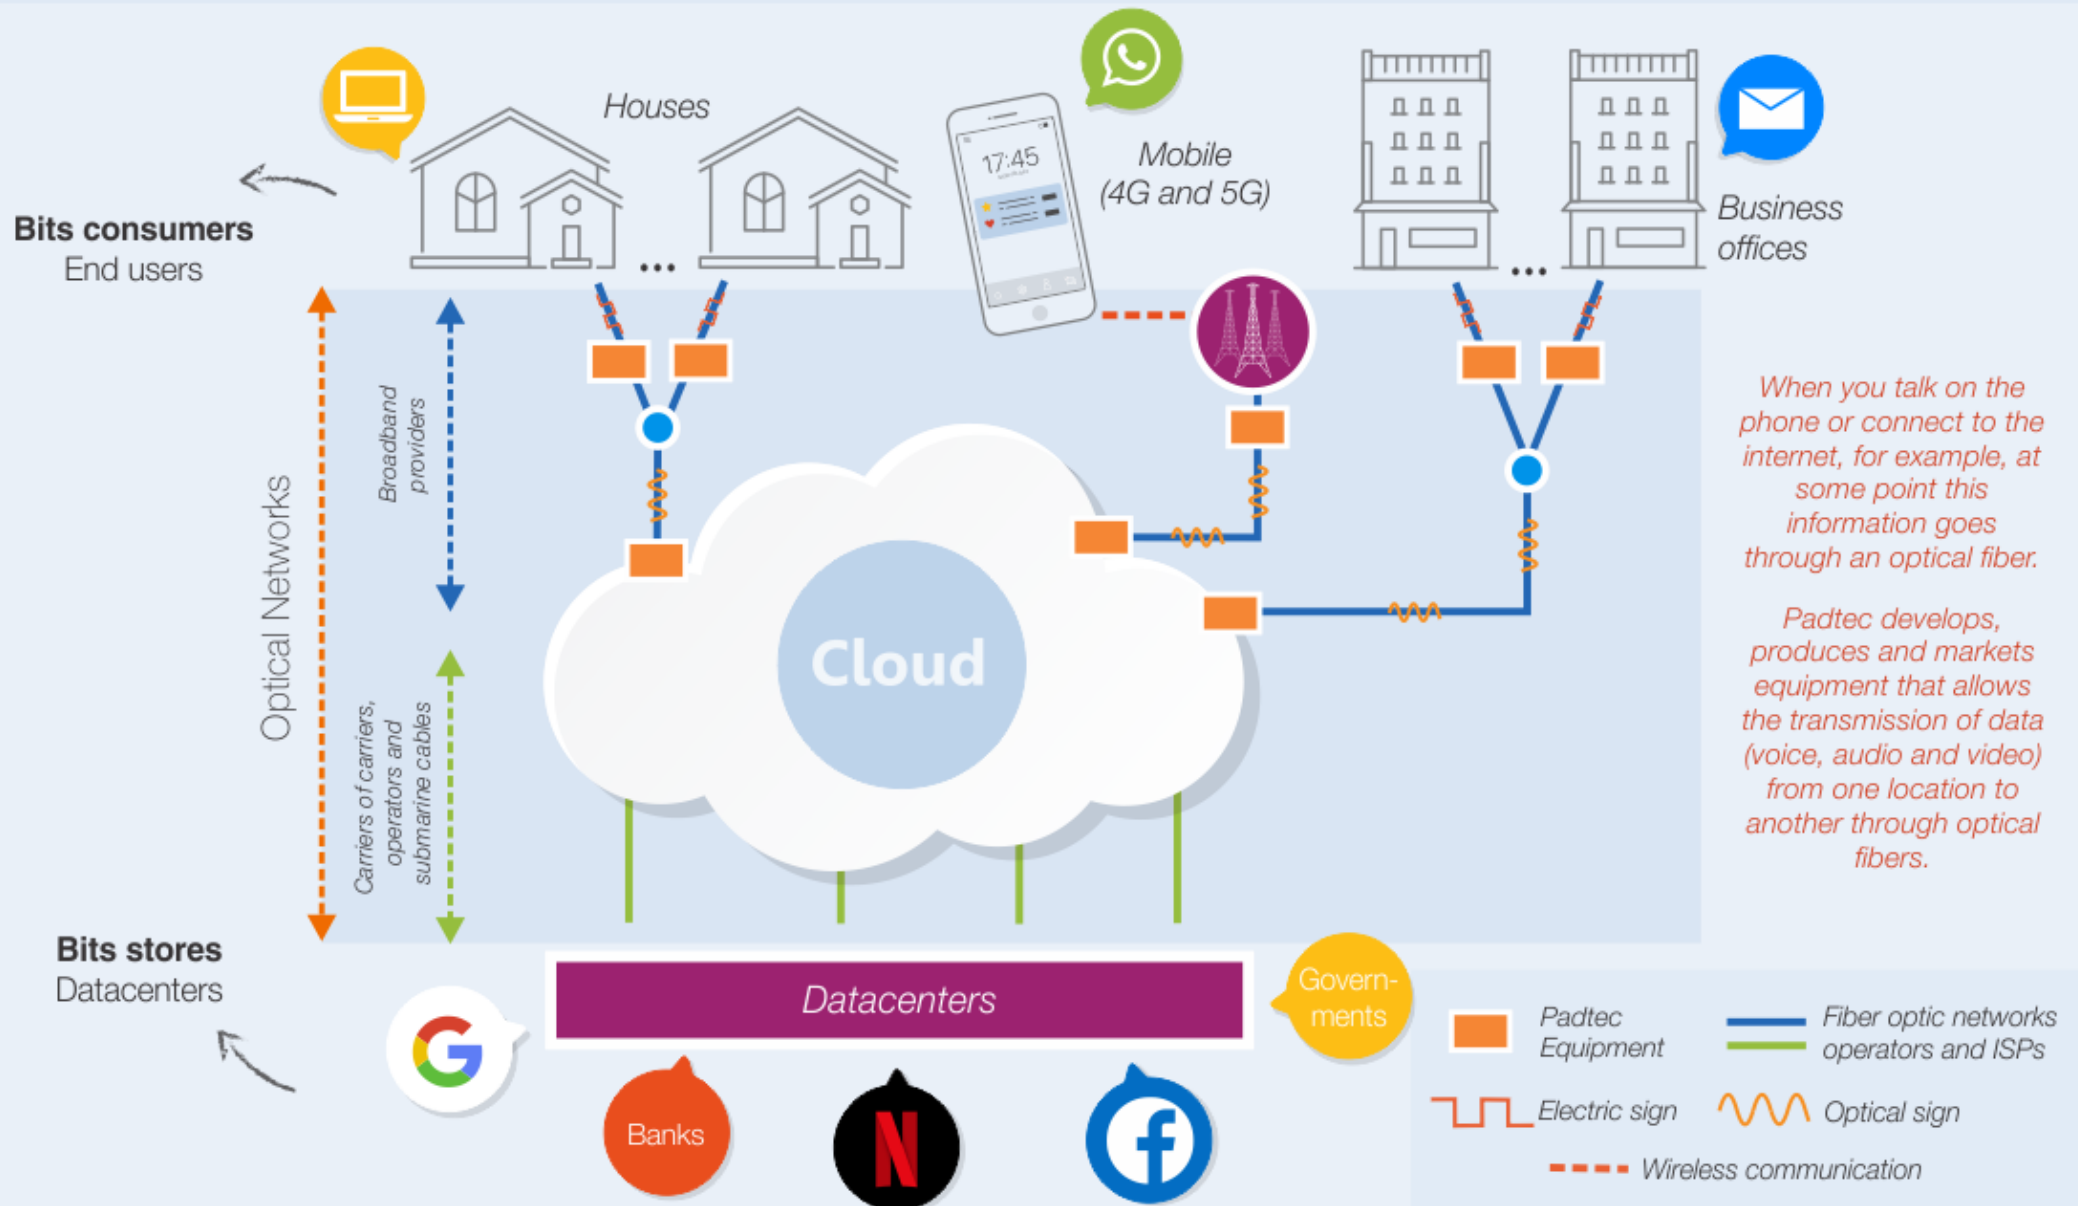 Houses
Mobile
(4G and 5G)
17:45
Business
offices
Bits consumers
End users
Optical Networks
Broadband
providers
Carriers of carriers,
operators and
submarine cables
Cloud
When you talk on the
phone or connect to the
internet, for example, at
some point this
information goes
through an optical fiber.
Padtec develops,
produces and markets
equipment that allows
the transmission of data
(voice, audio and video)
from one location to
another through optical
fibers.
Bits stores
Datacenters
Datacenters
G
Banks
N
f
Govern-
ments
Padtec
Equipment
Fiber optic networks
operators and ISPs
Electric sign
Optical sign
Wireless communication